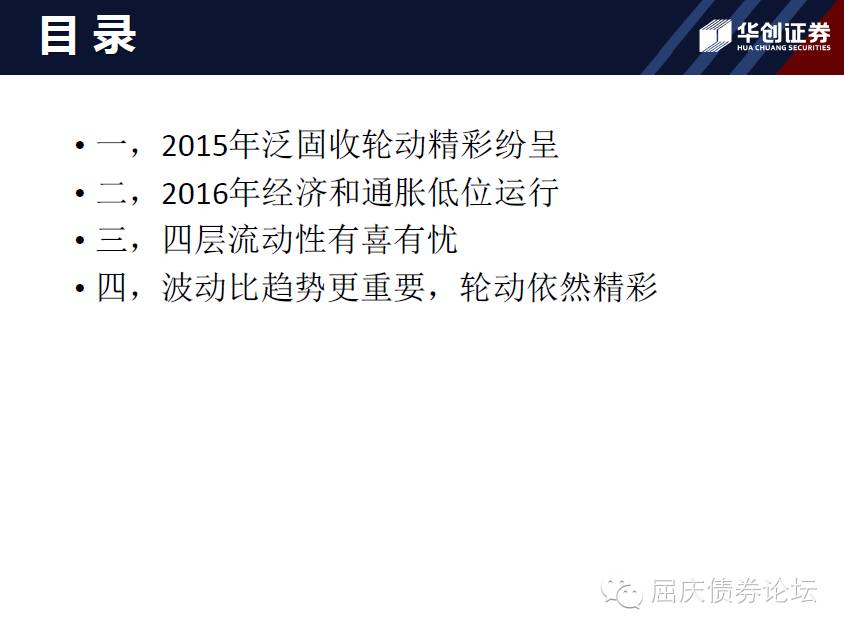 目录
华创证券
HUA CHUANG SECURITIES
• 一，2015年泛固收轮动精彩纷呈
• 二，2016年经济和通胀低位运行
• 三，四层流动性有喜有忧
• 四，波动比趋势更重要，轮动依然精彩
屈庆债券论坛